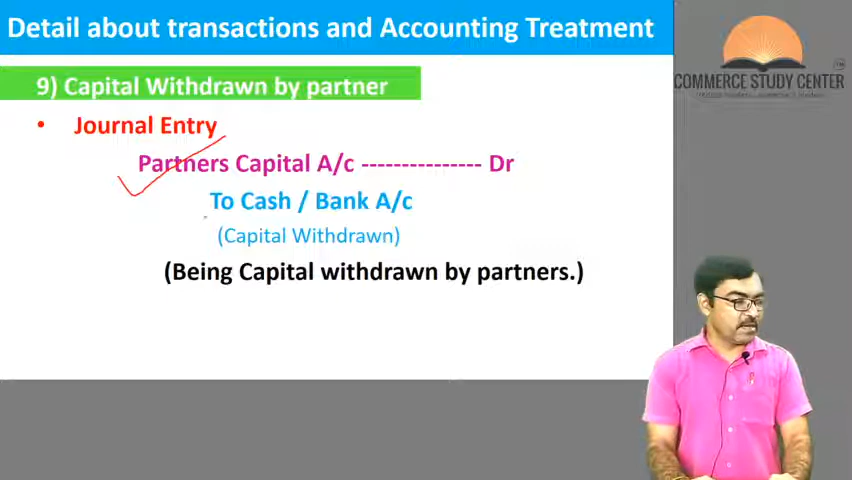 Detail about transactions and Accounting Treatment
COMMERCE STUDY CENTER
TM
9) Capital Withdrawn by partner
• Journal Entry
Partners Capital A/c --------------- Dr
To Cash / Bank A/c
(Capital Withdrawn)
(Being Capital withdrawn by partners.)